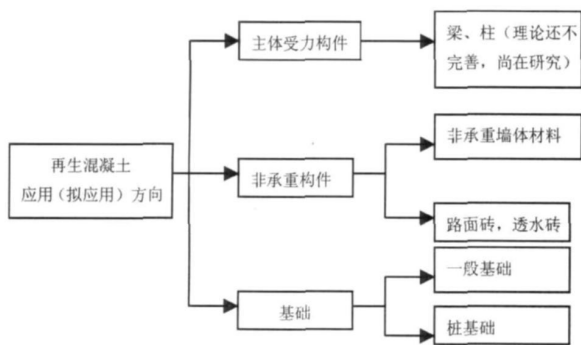 主体受力构件
梁、柱（理论还不
完善，尚在研究）
再生混凝土
应用（拟应用）方向
非承重构件
非承重墙体材料
路面砖，透水砖
基础
一般基础
桩基础